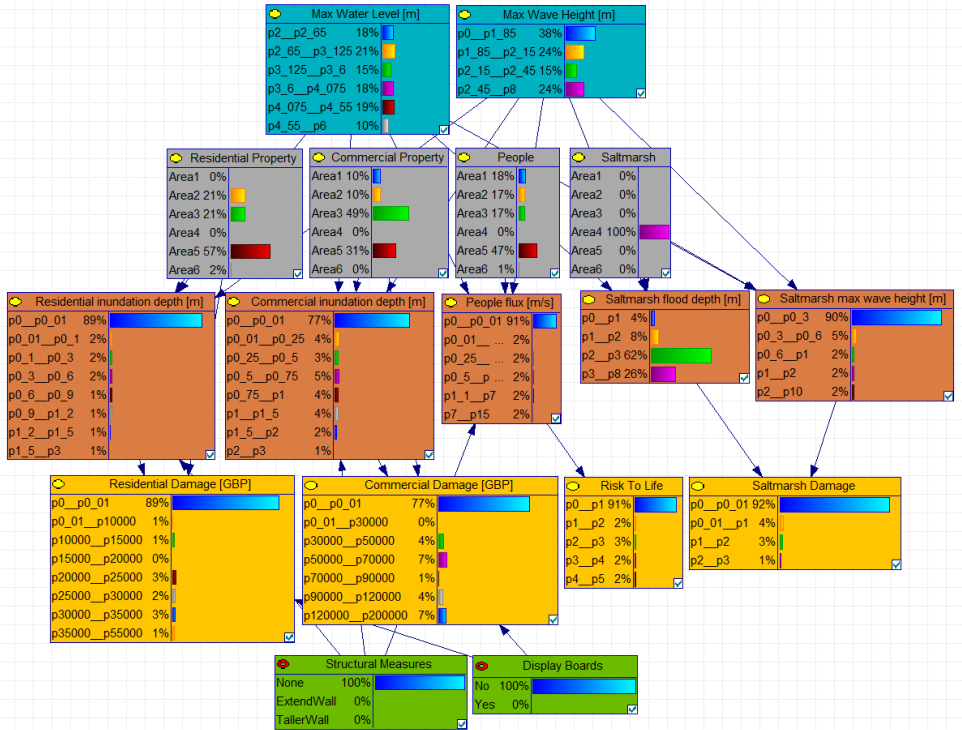 Max Water Level [m]
p2__p2_65 18%
p2_65__p3_125 21%
p3_125__p3_6 15%
p3_6__p4_075 18%
p4_075__p4_55 19%
p4_55__p6 10%
Max Wave Height [m]
p0__p1_85 38%
p1_85__p2_15 24%
p2_15__p2_45 15%
p2_45__p8 24%
Residential Property
Area1 0%
Area2 21%
Area3 21%
Area4 0%
Area5 57%
Area6 2%
Commercial Property
Area1 10%
Area2 10%
Area3 49%
Area4 0%
Area5 31%
Area6 0%
People
Area1 18%
Area2 17%
Area3 17%
Area4 0%
Area5 47%
Area6 1%
Saltmarsh
Area1 0%
Area2 0%
Area3 0%
Area4 100%
Area5 0%
Area6 0%
Residential inundation depth [m]
p0__p0_01 89%
p0_01__p0_1 2%
p0_1__p0_3 2%
p0_3__p0_6 2%
p0_6__p0_9 1%
p0_9__p1_2 1%
p1_2__p1_5 1%
p1_5__p3 1%
Commercial inundation depth [m]
p0__p0_01 77%
p0_01__p0_25 4%
p0_25__p0_5 3%
p0_5__p0_75 5%
p0_75__p1 4%
p1__p1_5 4%
p1_5__p2 2%
p2__p3 1%
People flux [m/s]
p0__p0_01 91%
p0_01__ ... 2%
p0_25__ ... 2%
p0_5__p ... 2%
p1_1__p7 2%
p7__p15 2%
Saltmarsh flood depth [m]
p0__p1 4%
p1__p2 8%
p2__p3 62%
p3__p8 26%
Saltmarsh max wave height [m]
p0__p0_3 90%
p0_3__p0_6 5%
p0_6__p1 2%
p1__p2 2%
p2__p10 2%
Residential Damage [GBP]
p0__p0_01 89%
p0_01__p10000 1%
p10000__p15000 1%
p15000__p20000 0%
p20000__p25000 3%
p25000__p30000 2%
p30000__p35000 3%
p35000__p55000 1%
Commercial Damage [GBP]
p0__p0_01 77%
p0_01__p30000 0%
p30000__p50000 4%
p50000__p70000 7%
p70000__p90000 1%
p90000__p120000 4%
p120000__p200000 7%
Risk To Life
p0__p1 91%
p1__p2 2%
p2__p3 3%
p3__p4 2%
p4__p5 2%
Saltmarsh Damage
p0__p0_01 92%
p0_01__p1 4%
p1__p2 3%
p2__p3 1%
Structural Measures
None 100%
ExtendWall 0%
TallerWall 0%
Display Boards
No 100%
Yes 0%